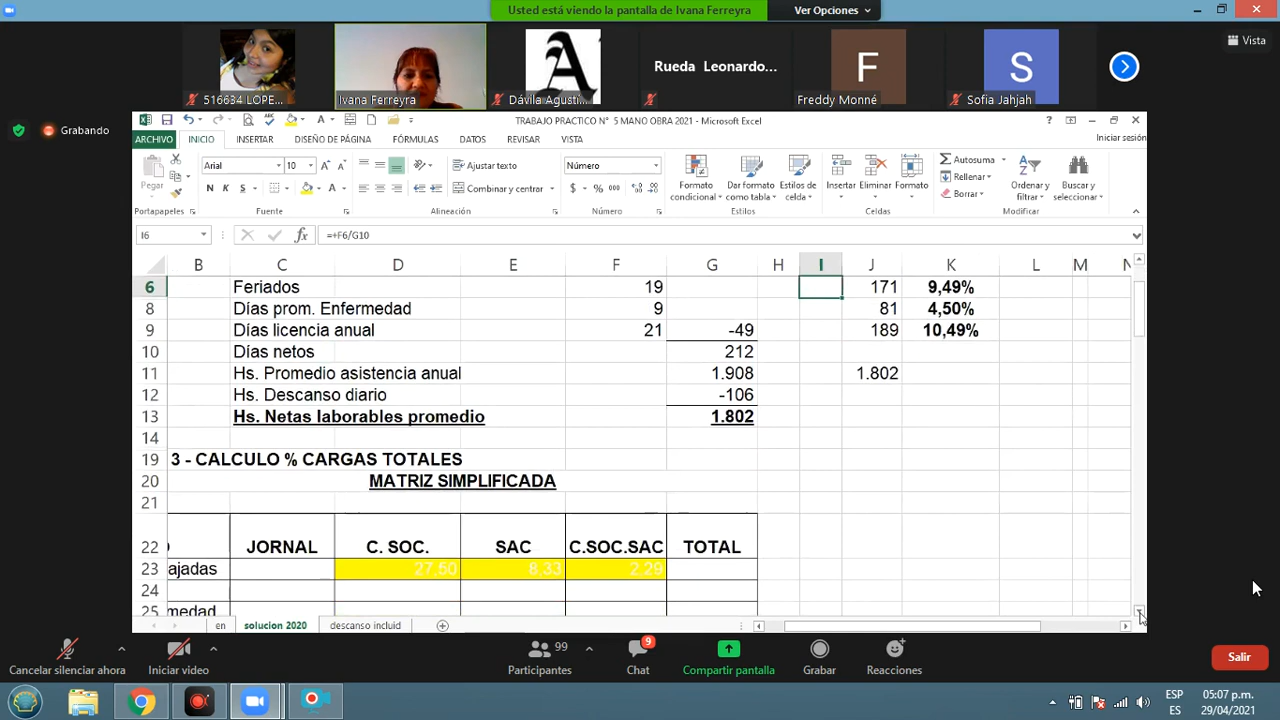 Usted está viendo la pantalla de Ivana Ferreyra
Ver Opciones
Vista
516634 LOPE...
Ivana Ferreyra
A
Dávila Agustí...
Rueda Leonardo...
F
Freddy Monné
S
Sofia Jahjah
Grabando
TRABAJO PRACTICO N° 5 MANO OBRA 2021 - Microsoft Excel
ARCHIVO INICIO INSERTAR DISEÑO DE PÁGINA FÓRMULAS DATOS REVISAR VISTA Iniciar sesión
Pegar
Arial 10
N K S
Ajustar texto
Combinar y centrar
Número
$ % 000
Formato condicional
Dar formato como tabla
Estilos de celda
Insertar Eliminar Formato
Autosuma
Rellenar
Borrar
Ordenar y filtrar
Buscar y seleccionar
Portapapeles Fuente Alineación Número Estilos Celdas Modificar
I6 fx =+F6/G10
B C D E F G H I J K L M N
6 Feriados 19 171 9,49%
8 Días prom. Enfermedad 9 81 4,50%
9 Días licencia anual 21 -49 189 10,49%
10 Días netos 212
11 Hs. Promedio asistencia anual 1.908 1.802
12 Hs. Descanso diario -106
13 Hs. Netas laborables promedio 1.802
14
19 3 - CALCULO % CARGAS TOTALES
20 MATRIZ SIMPLIFICADA
21
22 JORNAL C. SOC. SAC C.SOC.SAC TOTAL
23 ajadas 27,50 8,33 2,29
24
25 medad
en solucion 2020 descanso incluid
99
9
Cancelar silenciar ahora Iniciar video Participantes Chat Compartir pantalla Grabar Reacciones Salir
ESP 05:07 p.m.
ES 29/04/2021